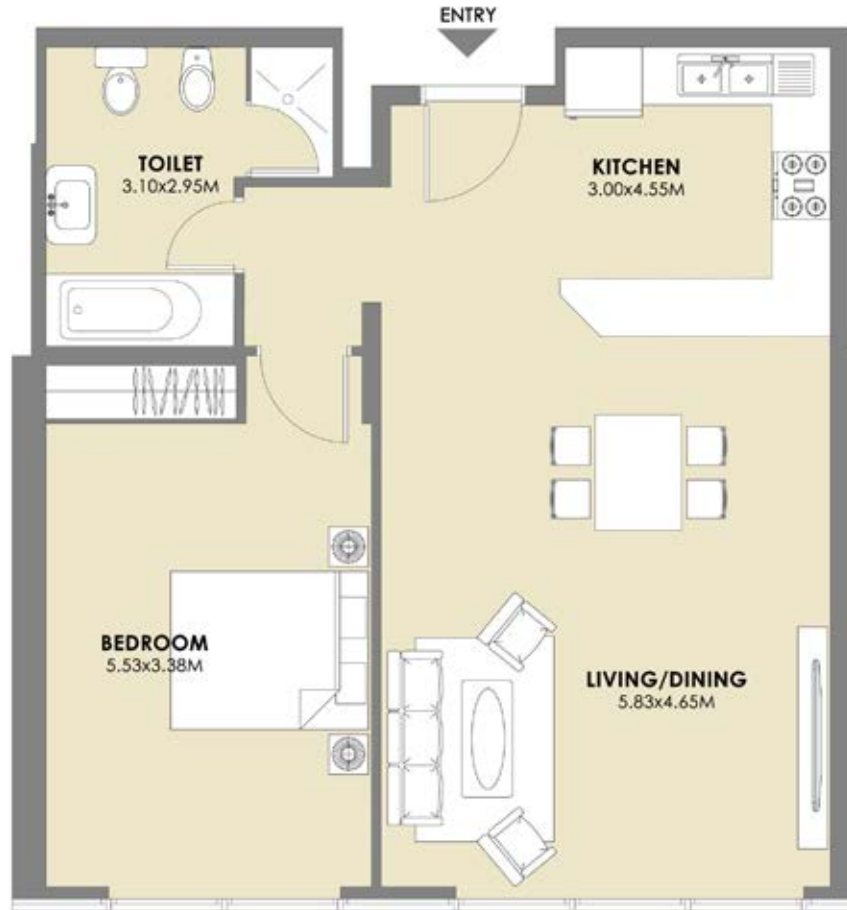 ENTRY
TOILET
3.10x2.95M
KITCHEN
3.00x4.55M
BEDROOM
5.53x3.38M
LIVING/DINING
5.83x4.65M